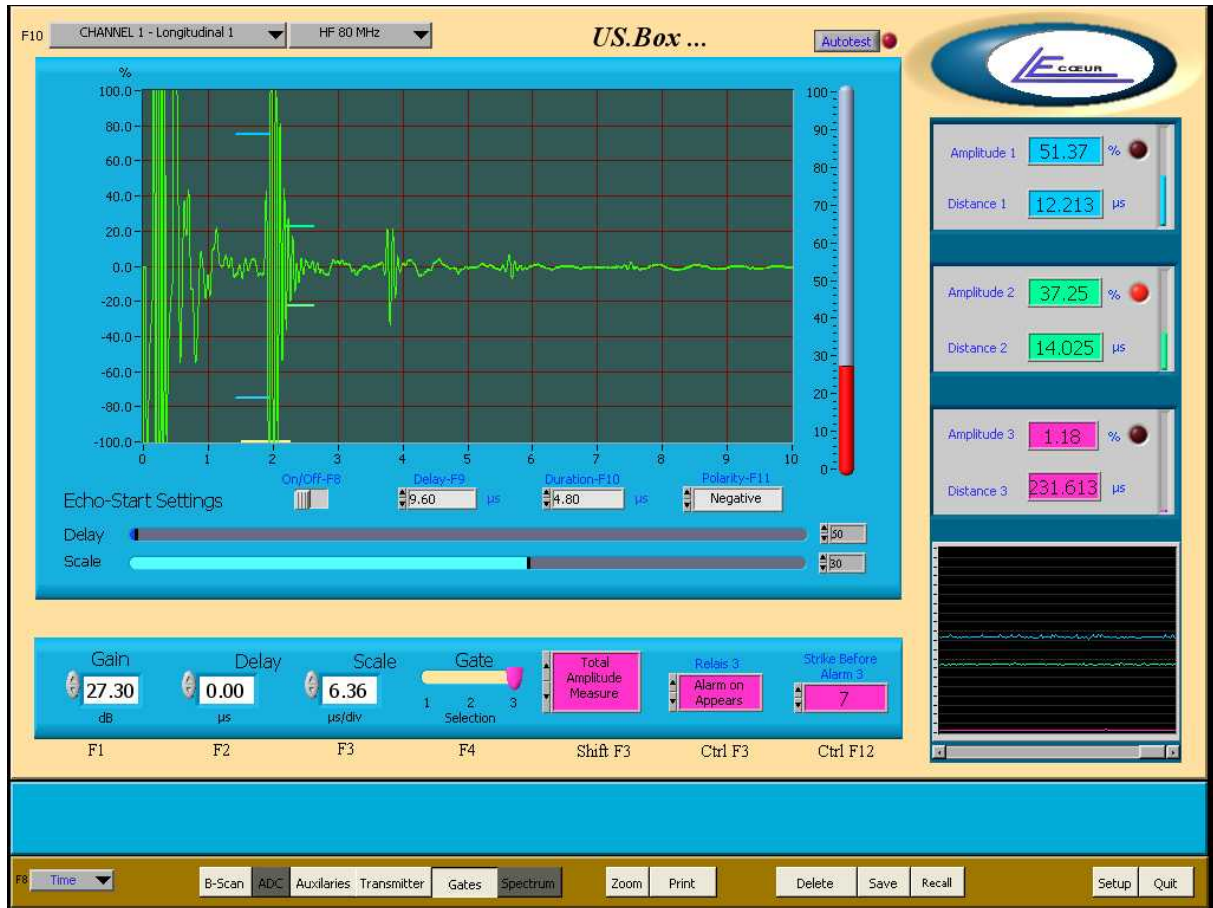 F10 CHANNEL 1 - Longitudinal 1 HF 80 MHz US.Box ... Autotest
LE CŒUR
%
100.0
80.0
60.0
40.0
20.0
0.0
-20.0
-40.0
-60.0
-80.0
-100.0
0 1 2 3 4 5 6 7 8 9 10
100
90
80
70
60
50
40
30
20
10
0
Amplitude 1 51.37 %
Distance 1 12.213 µs
Amplitude 2 37.25 %
Distance 2 14.025 µs
Amplitude 3 1.18 %
Distance 3 231.613 µs
On/Off-F8 Delay-F9 Duration-F10 Polarity-F11
Echo-Start Settings 9.60 µs 4.80 µs Negative
Delay 50
Scale 30
Gain Delay Scale Gate
27.30 0.00 6.36
dB µs µs/div
1 2 3
Selection
Total
Amplitude
Measure
Relais 3
Alarm on
Appears
Strike Before
Alarm 3
7
F1 F2 F3 F4 Shift F3 Ctrl F3 Ctrl F12
F8 Time B-Scan ADC Auxilaries Transmitter Gates Spectrum Zoom Print Delete Save Recall Setup Quit